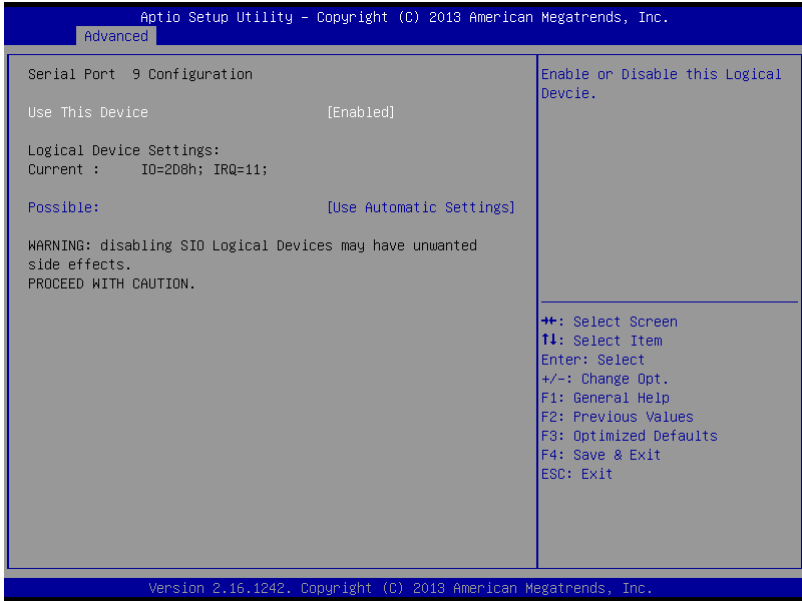 Aptio Setup Utility – Copyright (C) 2013 American Megatrends, Inc.
Advanced
Serial Port  9 Configuration
Use This Device [Enabled]
Logical Device Settings:
Current : IO=2D8h; IRQ=11;
Possible: [Use Automatic Settings]
WARNING: disabling SIO Logical Devices may have unwanted
side effects.
PROCEED WITH CAUTION.
Enable or Disable this Logical
Devcie.
→←: Select Screen
↑↓: Select Item
Enter: Select
+/-: Change Opt.
F1: General Help
F2: Previous Values
F3: Optimized Defaults
F4: Save & Exit
ESC: Exit
Version 2.16.1242. Copyright (C) 2013 American Megatrends, Inc.